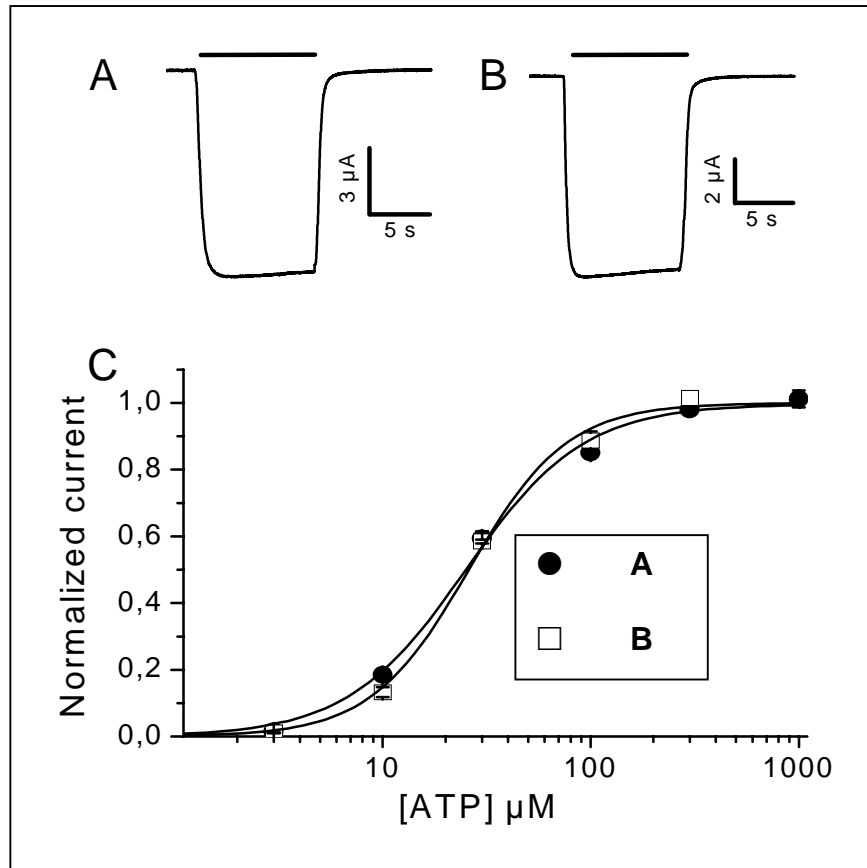 A
3 µA
5 s
B
2 µA
5 s
C
Normalized current
1,0
0,8
0,6
0,4
0,2
0,0
A
B
10
100
1000
[ATP] µM